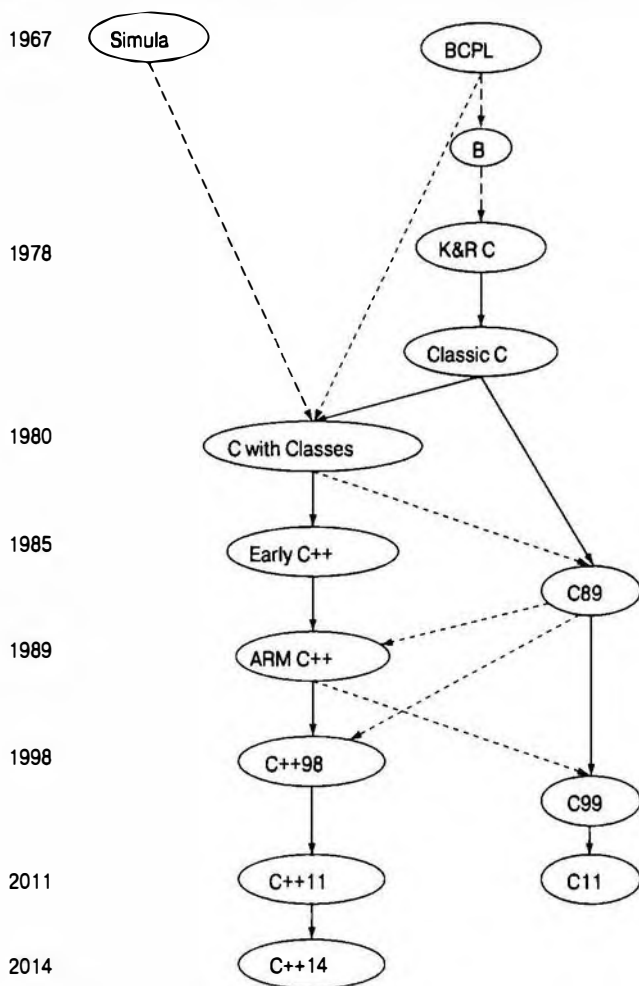 1967 Simula BCPL
B
1978 K&R C
Classic C
1980 C with Classes
1985 Early C++
C89
1989 ARM C++
1998 C++98
C99
2011 C++11 C11
2014 C++14